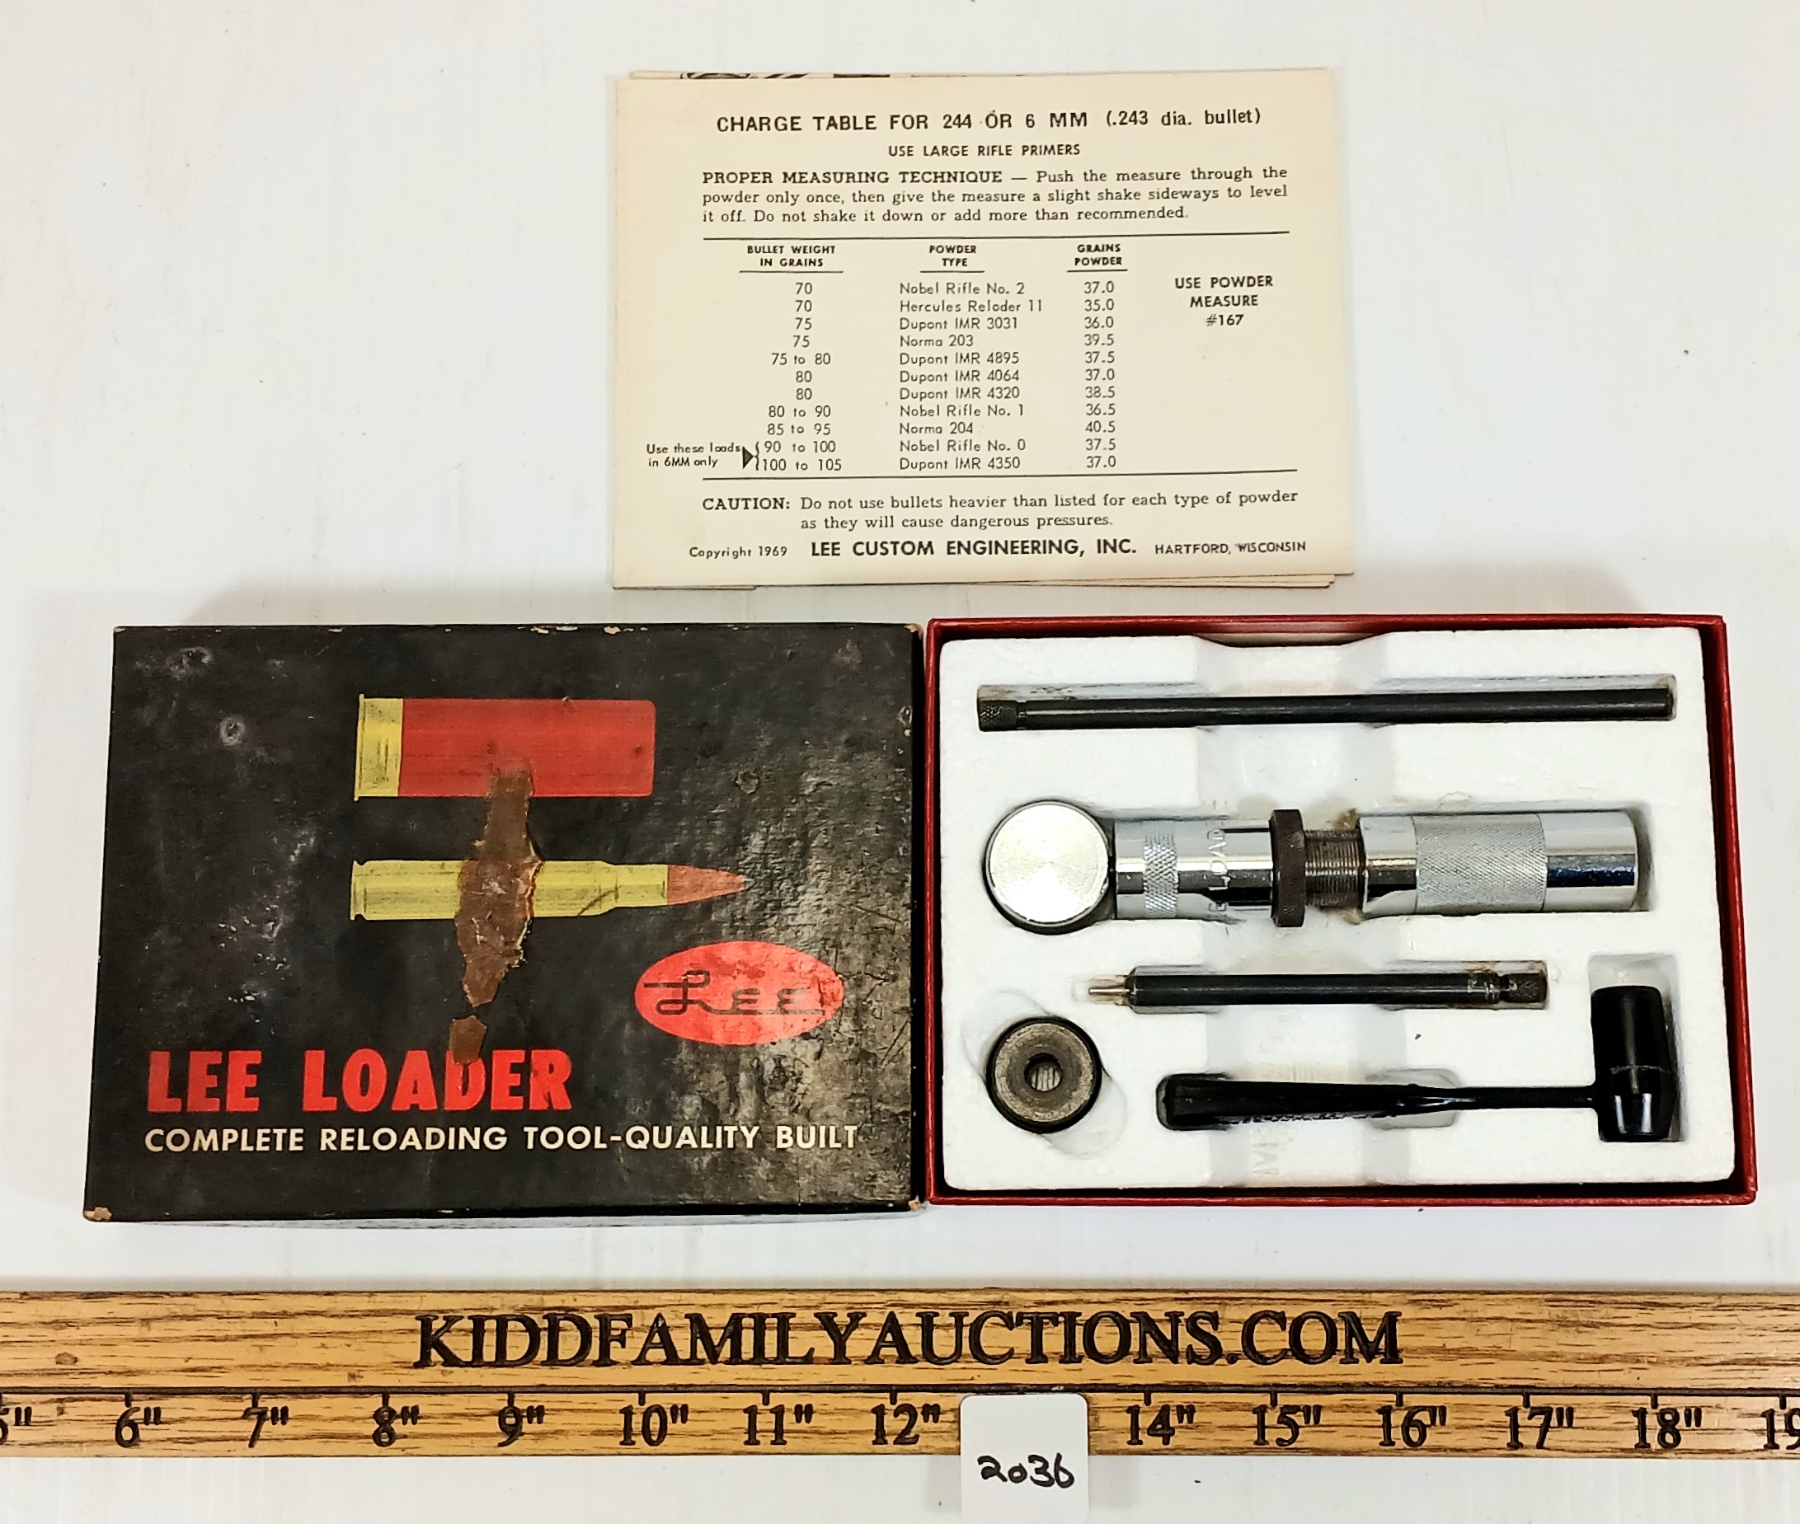 CHARGE TABLE FOR 244 OR 6 MM (.243 dia. bullet)
USE LARGE RIFLE PRIMERS
PROPER MEASURING TECHNIQUE — Push the measure through the
powder only once, then give the measure a slight shake sideways to level
it off. Do not shake it down or add more than recommended.
BULLET WEIGHT IN GRAINS POWDER TYPE GRAINS POWDER
70 Nobel Rifle No. 2 37.0
70 Hercules Reloder 11 35.0
75 Dupont IMR 3031 36.0
75 Norma 203 39.5
75 to 80 Dupont IMR 4895 37.5
80 Dupont IMR 4064 37.0
80 Dupont IMR 4320 38.5
80 to 90 Nobel Rifle No. 1 36.5
85 to 95 Norma 204 40.5
90 to 100 Nobel Rifle No. 0 37.5
100 to 105 Dupont IMR 4350 37.0
Use these loads
in 6MM only
USE POWDER
MEASURE
#167
CAUTION: Do not use bullets heavier than listed for each type of powder
as they will cause dangerous pressures.
Copyright 1969 LEE CUSTOM ENGINEERING, INC. HARTFORD, WISCONSIN
LEE
LEE LOADER
COMPLETE RELOADING TOOL-QUALITY BUILT
KIDDFAMILYAUCTIONS.COM
6" 7" 8" 9" 10" 11" 12" 14" 15" 16" 17" 18" 19
2036